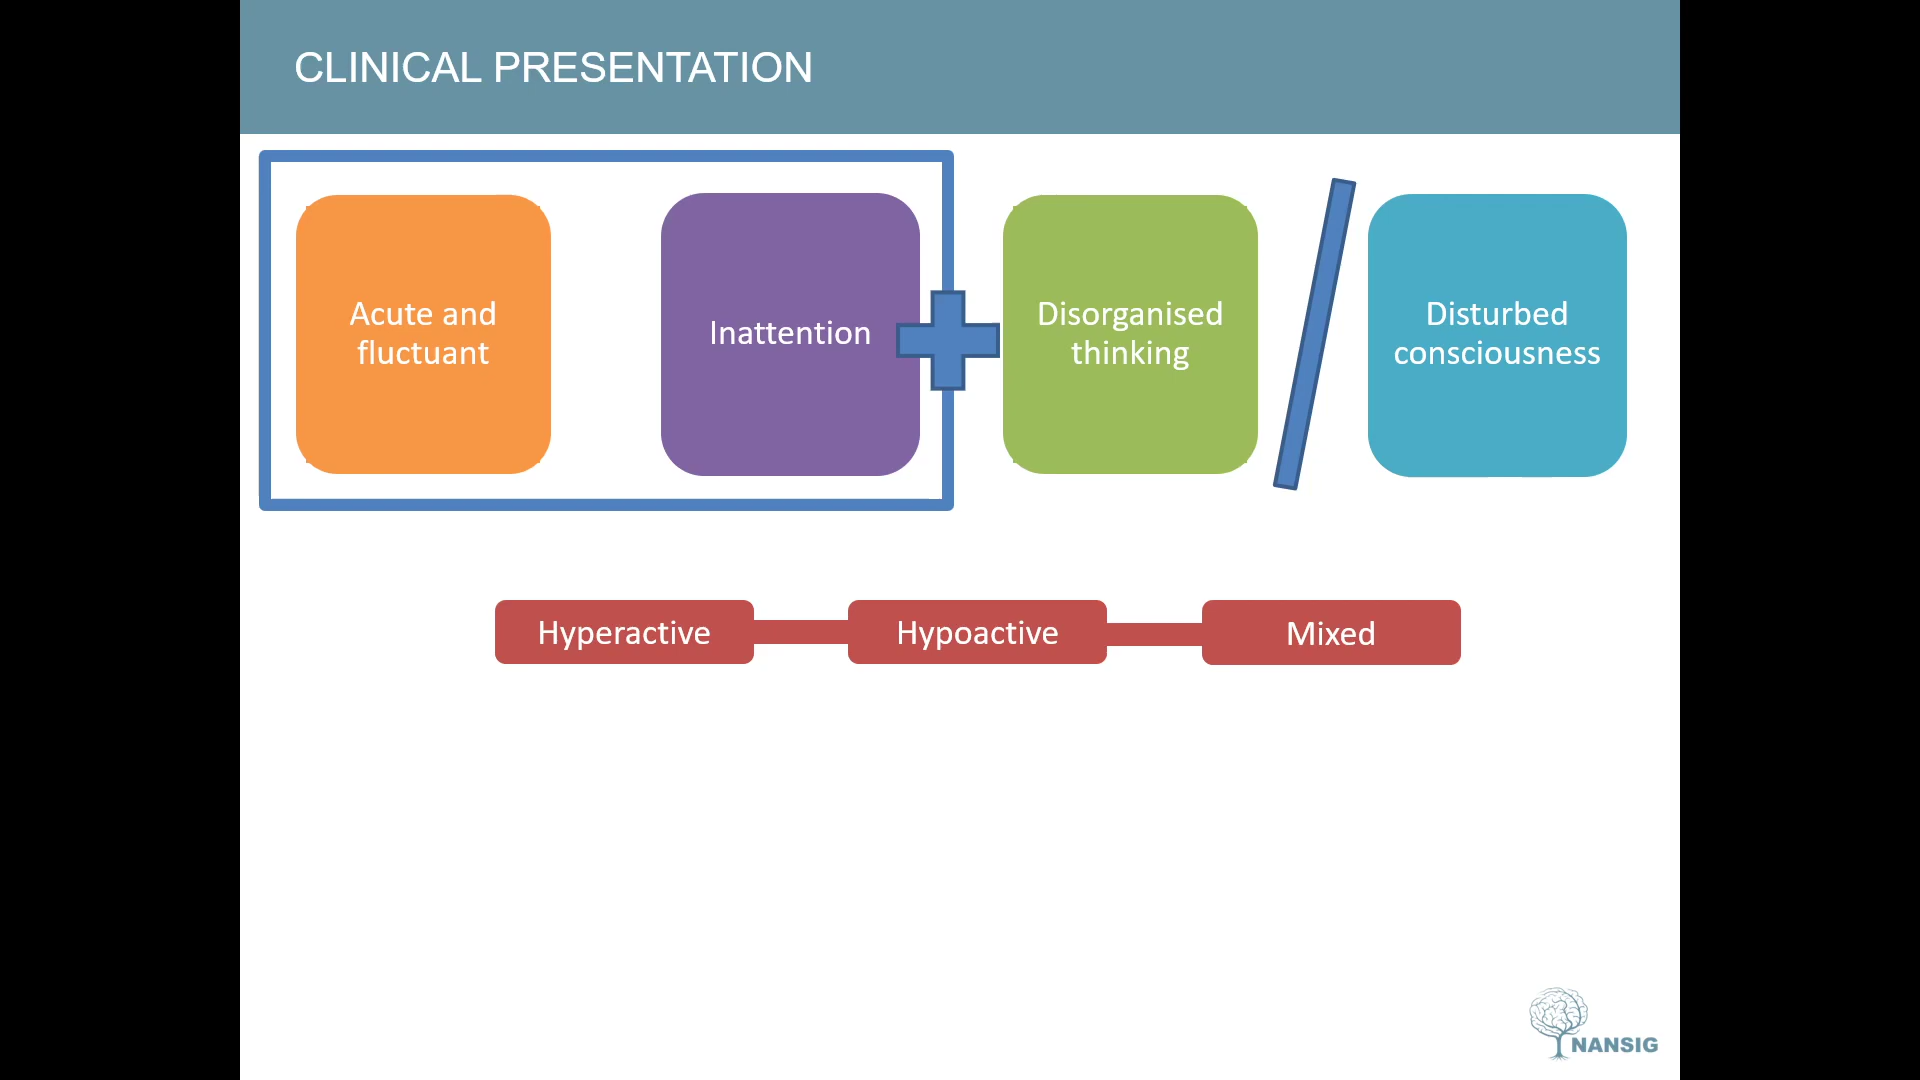 CLINICAL PRESENTATION
Acute and
fluctuant
Inattention
Disorganised
thinking
Disturbed
consciousness
Hyperactive
Hypoactive
Mixed
NANSIG